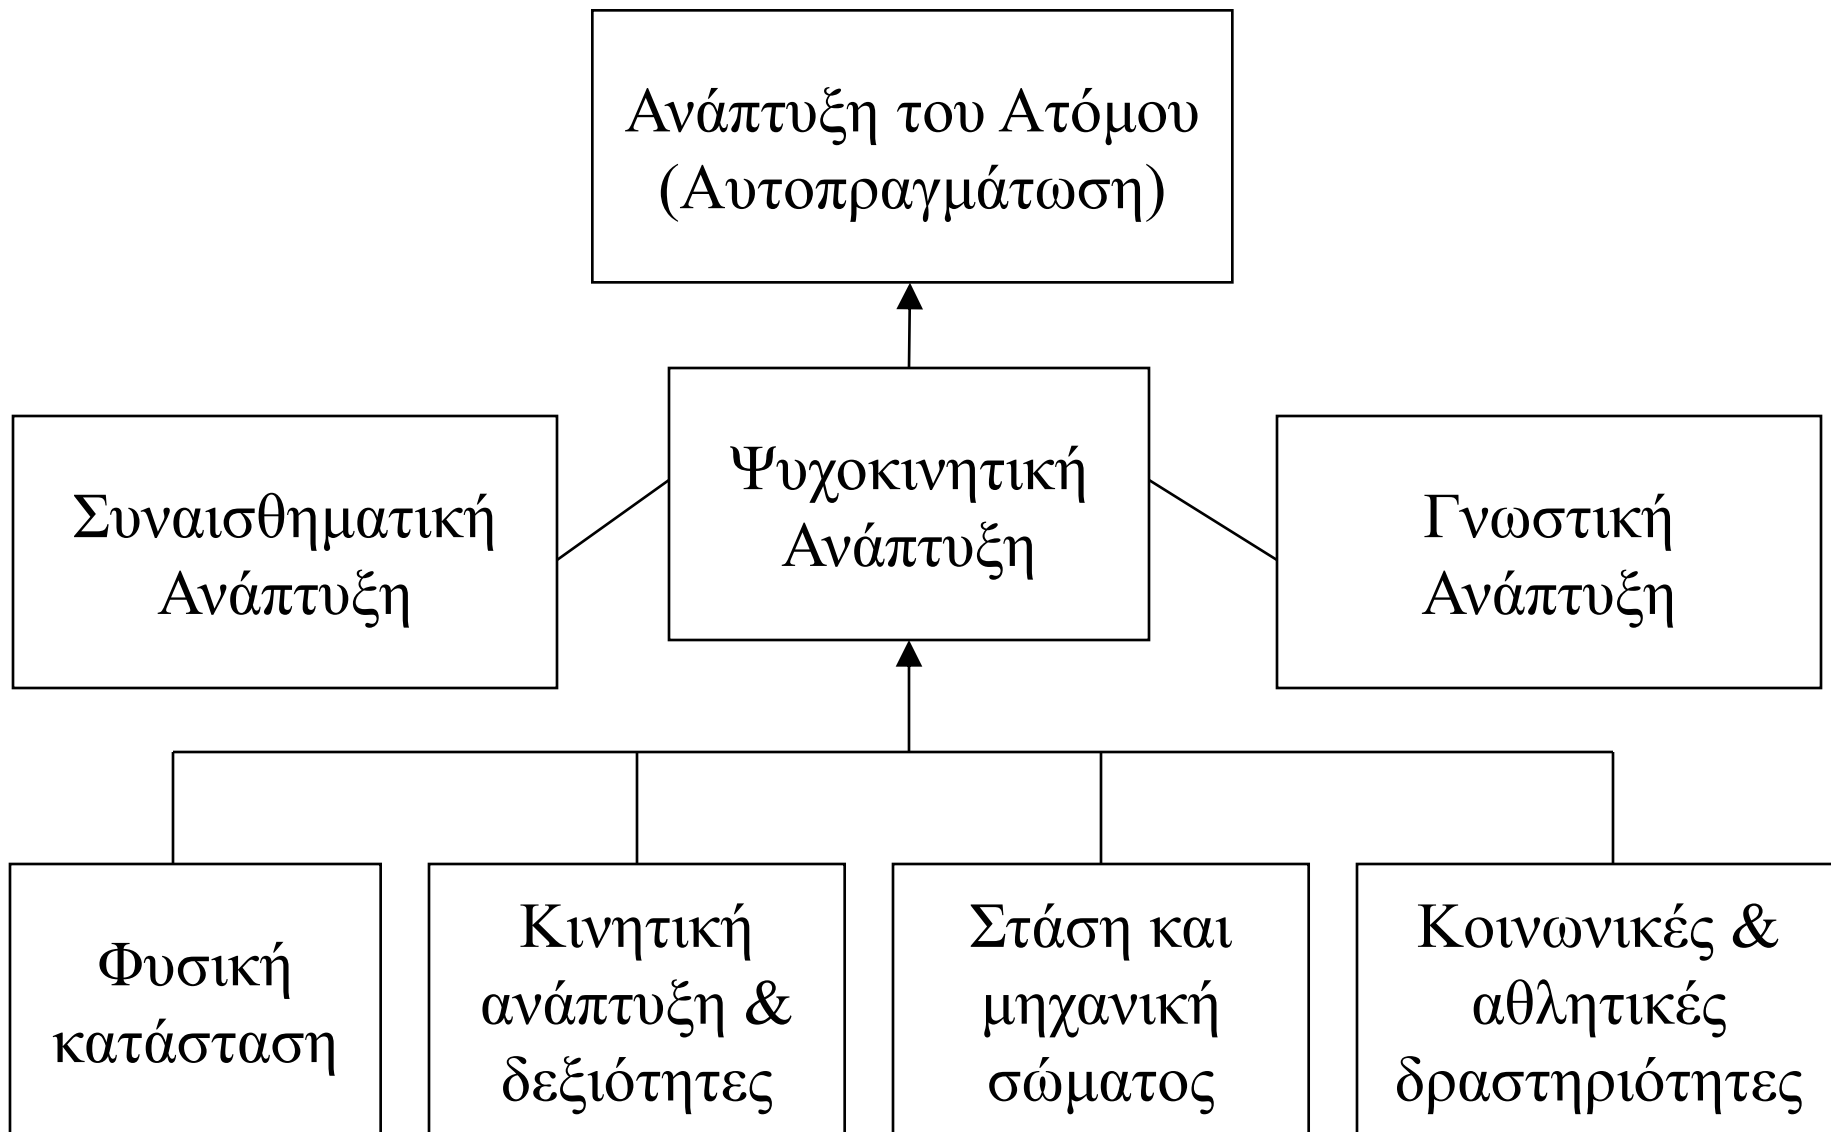 Ανάπτυξη του Ατόμου
(Αυτοπραγμάτωση)
Συναισθηματική
Ανάπτυξη
Ψυχοκινητική
Ανάπτυξη
Γνωστική
Ανάπτυξη
Φυσική
κατάσταση
Κινητική
ανάπτυξη &
δεξιότητες
Στάση και
μηχανική
σώματος
Κοινωνικές &
αθλητικές
δραστηριότητες